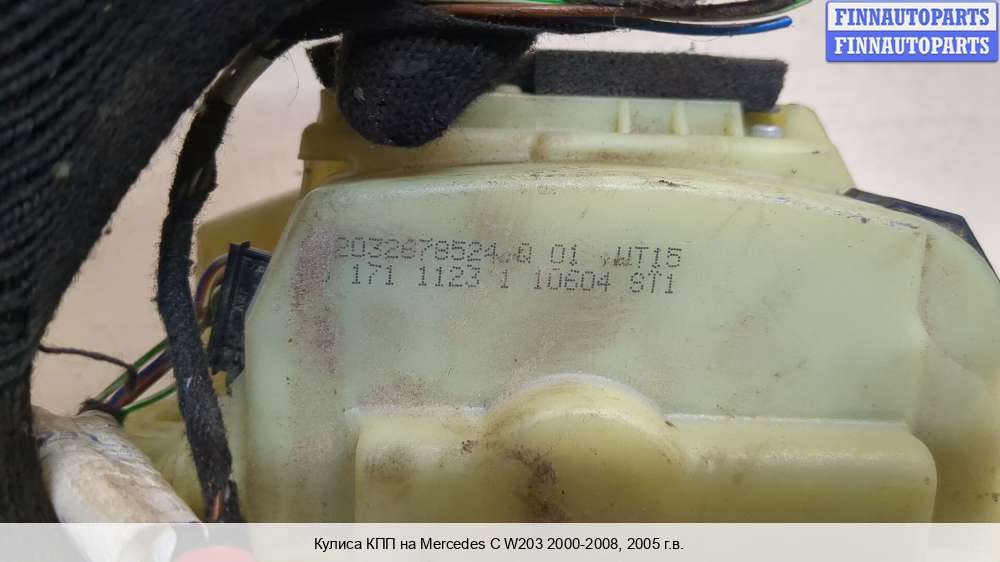 FINNAUTOPARTS
FINNAUTOPARTS
2032678524.Q 01 .WT15
171 1123 1 10604 ST1
Кулиса КПП на Mercedes C W203 2000-2008, 2005 г.в.